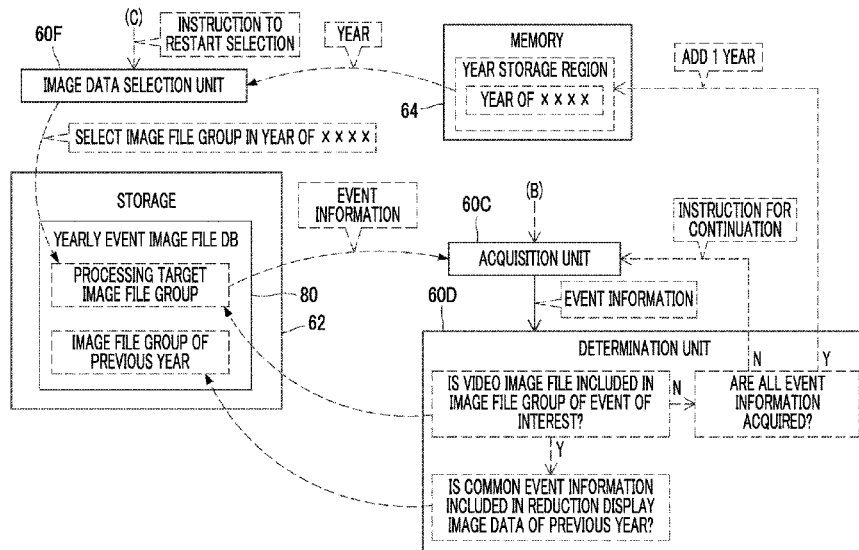 60F
(C)
INSTRUCTION TO
RESTART SELECTION
YEAR
IMAGE DATA SELECTION UNIT
MEMORY
YEAR STORAGE REGION
YEAR OF ××××
64
ADD 1 YEAR
SELECT IMAGE FILE GROUP IN YEAR OF ××××
STORAGE
YEARLY EVENT IMAGE FILE DB
PROCESSING TARGET
IMAGE FILE GROUP
IMAGE FILE GROUP OF
PREVIOUS YEAR
80
62
EVENT
INFORMATION
60C
(B)
ACQUISITION UNIT
INSTRUCTION FOR
CONTINUATION
EVENT INFORMATION
60D
DETERMINATION UNIT
IS VIDEO IMAGE FILE INCLUDED IN
IMAGE FILE GROUP OF EVENT OF
INTEREST?
N
N
Y
ARE ALL EVENT
INFORMATION
ACQUIRED?
Y
IS COMMON EVENT INFORMATION
INCLUDED IN REDUCTION DISPLAY
IMAGE DATA OF PREVIOUS YEAR?